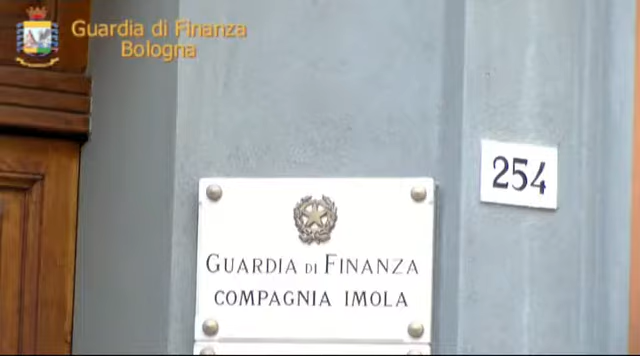 Guardia di Finanza
Bologna
254
GUARDIA DI FINANZA
COMPAGNIA IMOLA